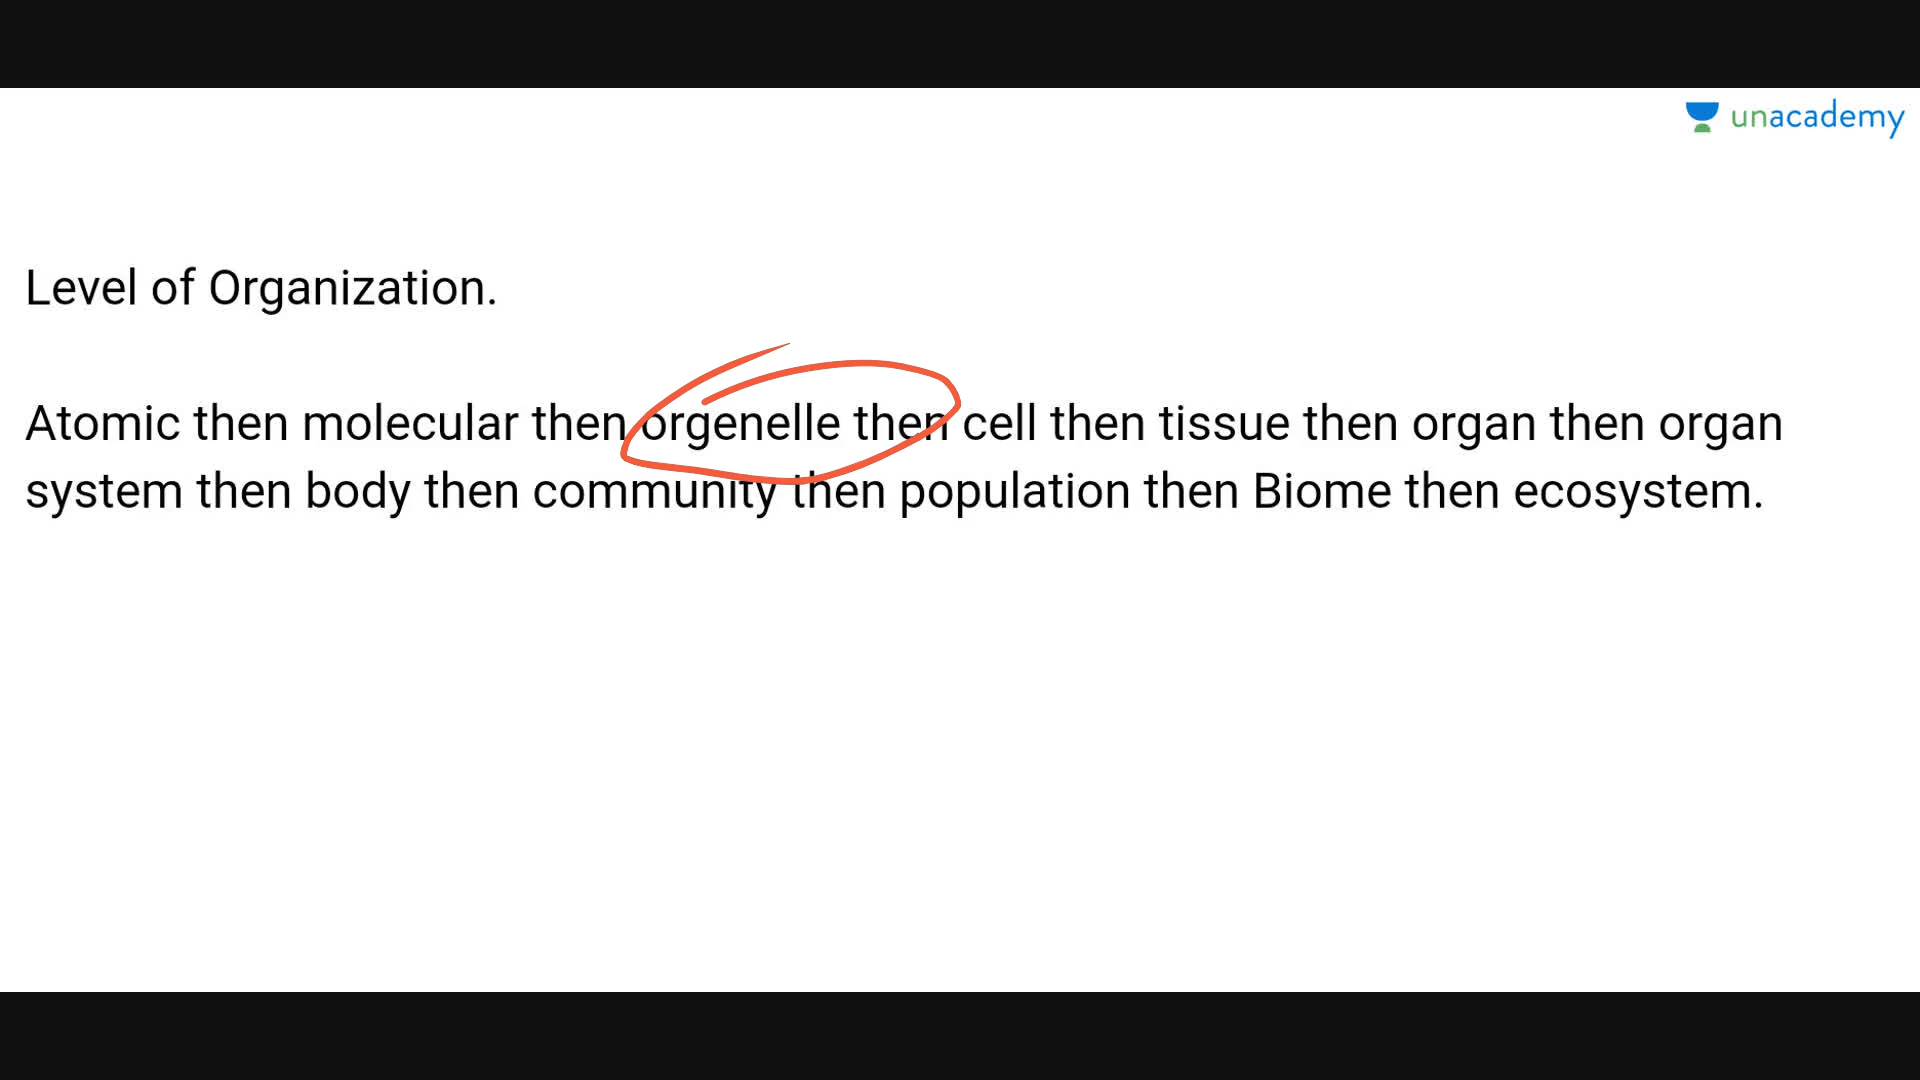 unacademy
Level of Organization.
Atomic then molecular then orgenelle then cell then tissue then organ then organ
system then body then community then population then Biome then ecosystem.